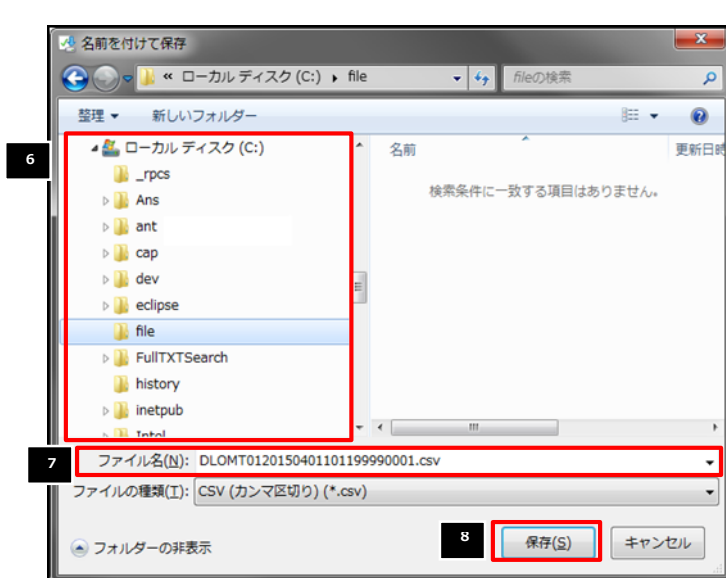 名前を付けて保存
« ローカル ディスク (C:) file fileの検索
整理 新しいフォルダー
6
ローカル ディスク (C:)
名前 更新日時
_rpcs
検索条件に一致する項目はありません。
Ans
ant
cap
dev
eclipse
file
FullTXTSearch
history
inetpub
Intel
7
ファイル名(N): DLOMT0120150401101199990001.csv
ファイルの種類(T): CSV (カンマ区切り) (*.csv)
フォルダーの非表示
8
保存(S) キャンセル